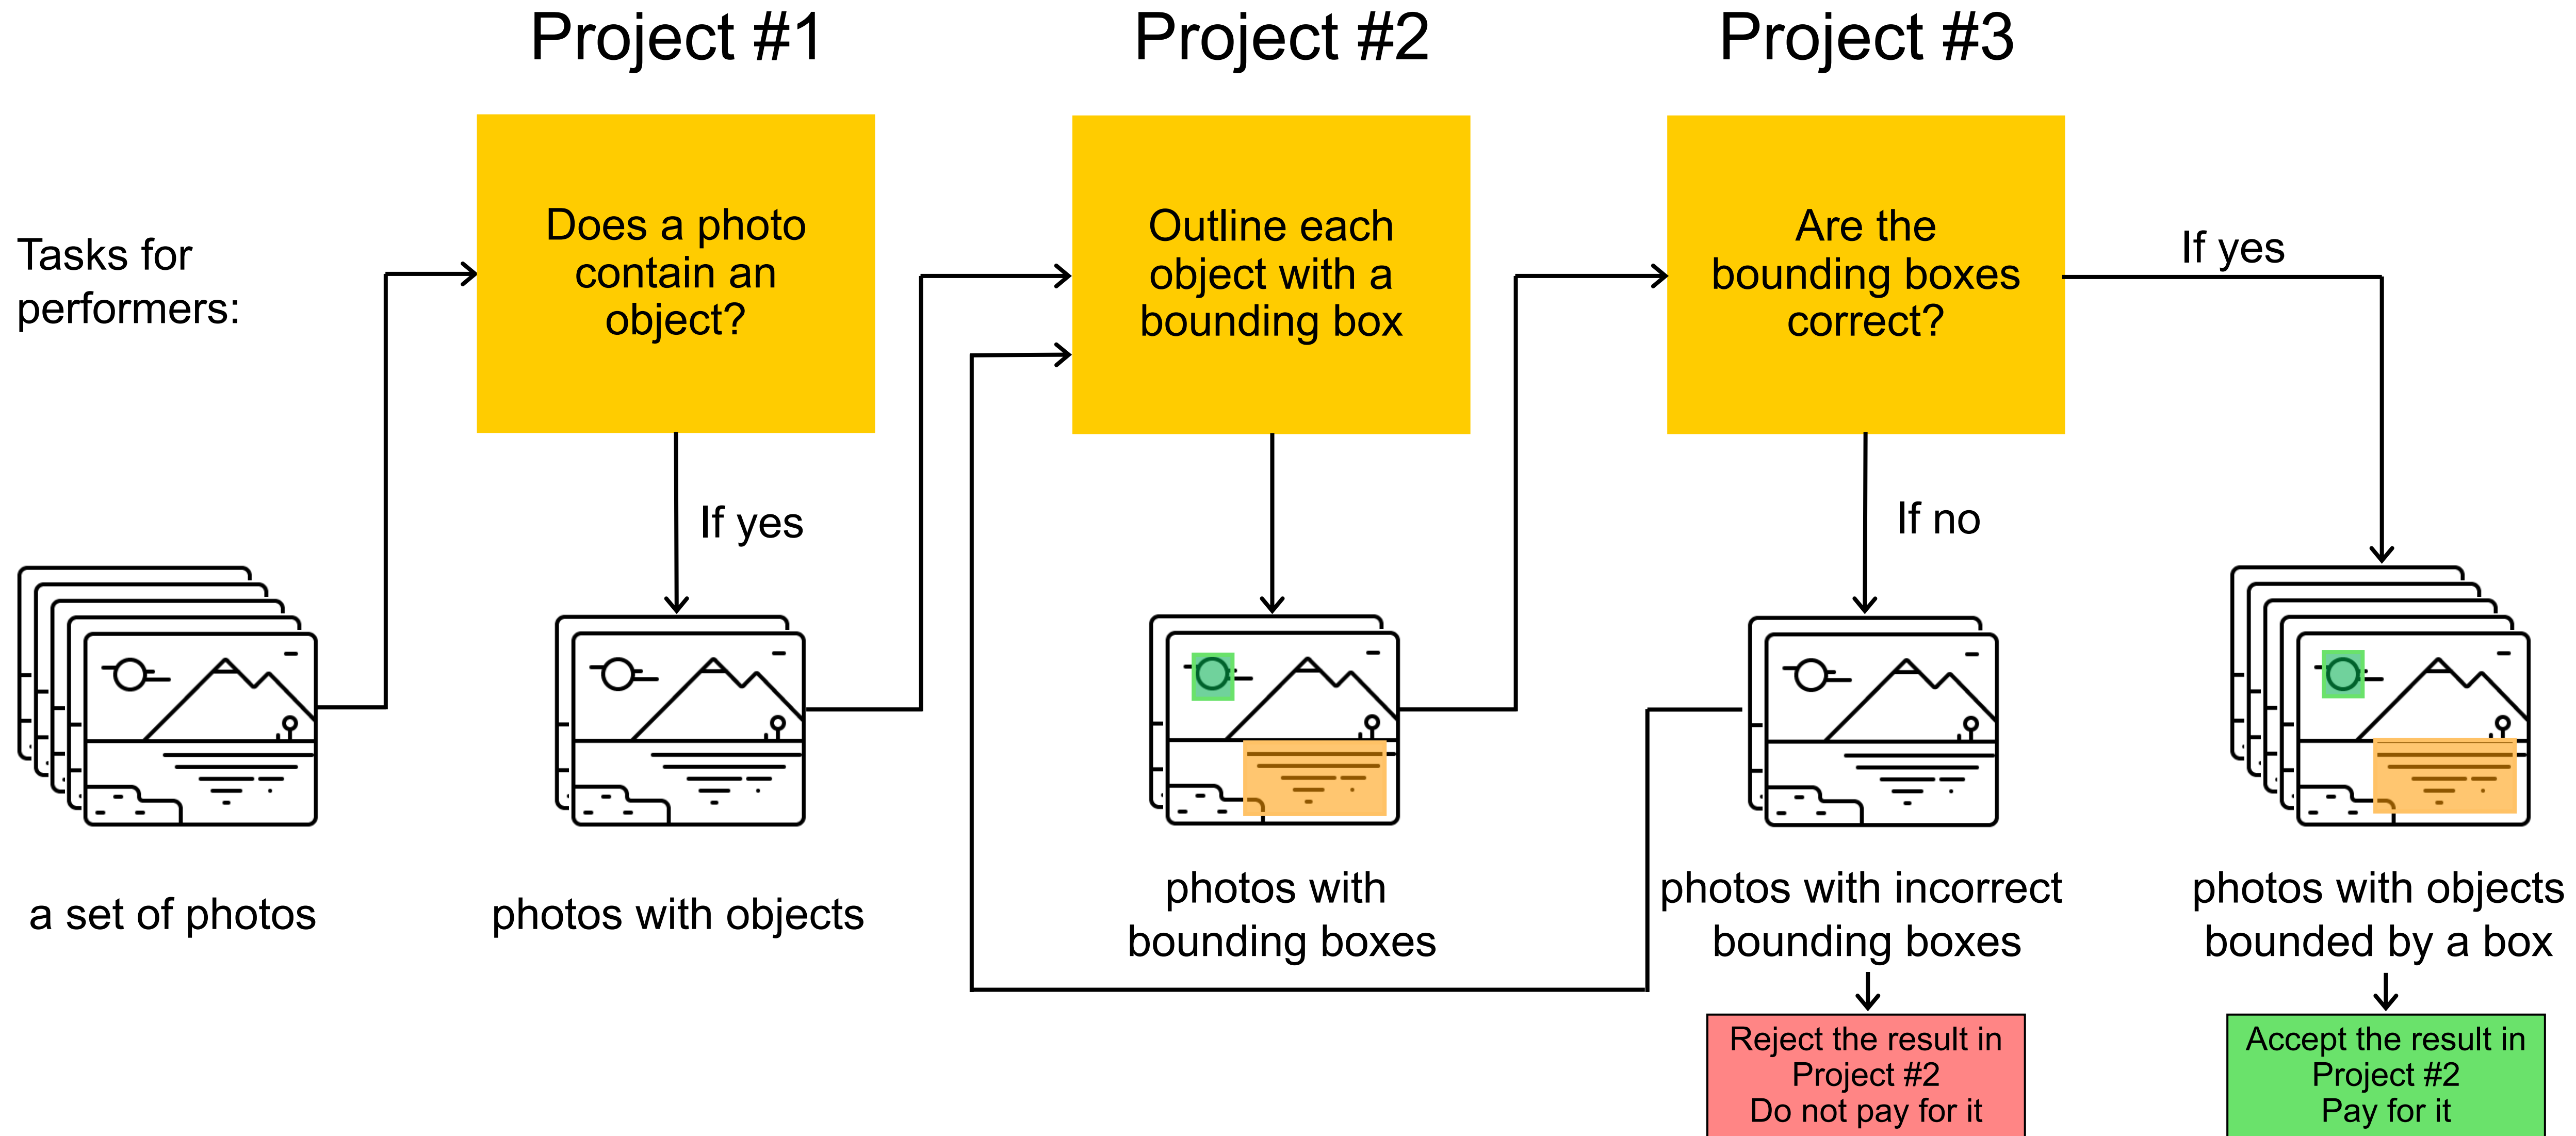 Project #1
Project #2
Project #3
Tasks for
performers:
Does a photo
contain an
object?
Outline each
object with a
bounding box
Are the
bounding boxes
correct?
If yes
If yes
If no
a set of photos
photos with objects
photos with
bounding boxes
photos with incorrect
bounding boxes
photos with objects
bounded by a box
Reject the result in
Project #2
Do not pay for it
Accept the result in
Project #2
Pay for it